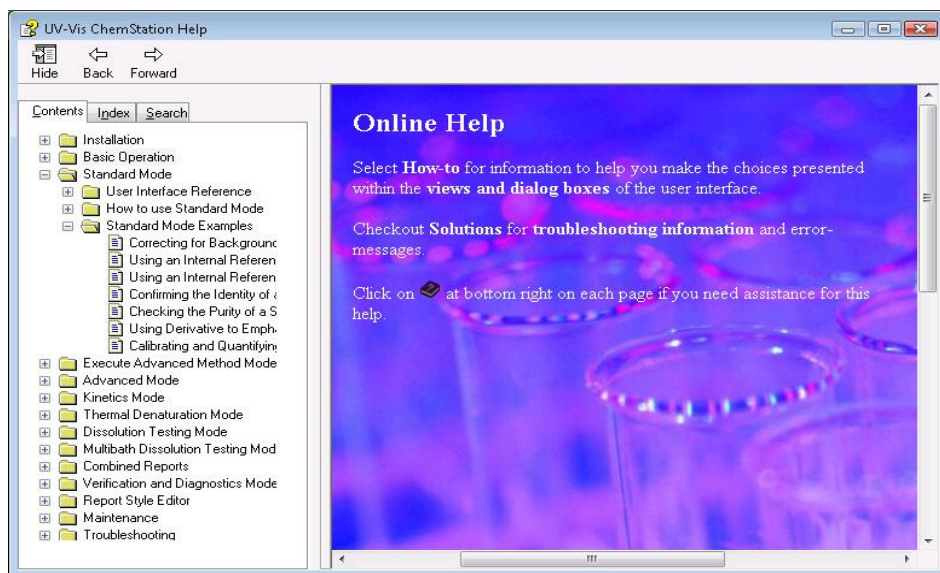 UV-Vis ChemStation Help
Hide Back Forward
Contents Index Search
Installation
Basic Operation
Standard Mode
User Interface Reference
How to use Standard Mode
Standard Mode Examples
Correcting for Background
Using an Internal Referen
Using an Internal Referen
Confirming the Identity of a
Checking the Purity of a S
Using Derivative to Empha
Calibrating and Quantifying
Execute Advanced Method Mode
Advanced Mode
Kinetics Mode
Thermal Denaturation Mode
Dissolution Testing Mode
Multibath Dissolution Testing Mod
Combined Reports
Verification and Diagnostics Mode
Report Style Editor
Maintenance
Troubleshooting
Online Help
Select How-to for information to help you make the choices presented
within the views and dialog boxes of the user interface.
Checkout Solutions for troubleshooting information and error-
messages.
Click on at bottom right on each page if you need assistance for this
help.